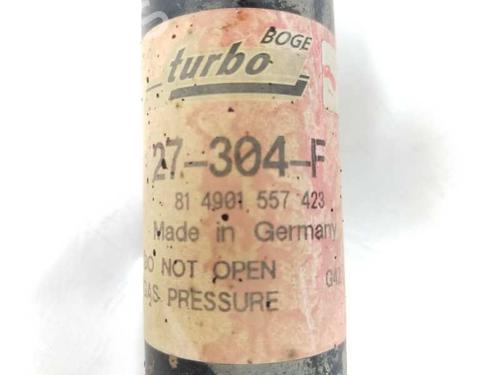 BOGE
turbo
27-304-F
81 4901 557 423
Made in Germany
DO NOT OPEN
GAS PRESSURE